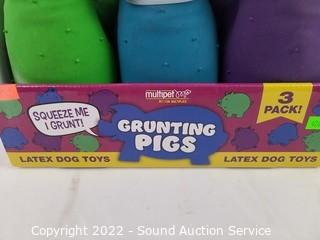 multipet
SQUEEZE ME
I GRUNT!
GRUNTING
PIGS
3
PACK!
LATEX DOG TOYS
LATEX DOG TOYS
Copyright 2022 - Sound Auction Service